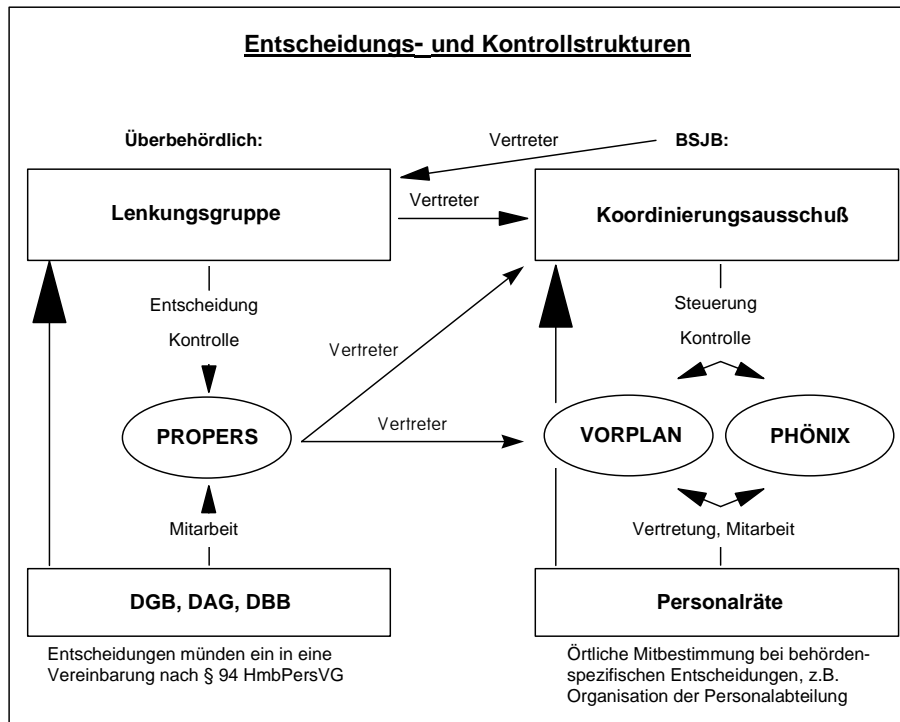 Entscheidungs- und Kontrollstrukturen
Überbehördlich:
Vertreter
BSJB:
Lenkungsgruppe
Vertreter
Koordinierungsausschuß
Entscheidung
Kontrolle
Steuerung
Kontrolle
Vertreter
PROPERS
Vertreter
VORPLAN
PHÖNIX
Mitarbeit
Vertretung, Mitarbeit
DGB, DAG, DBB
Personalräte
Entscheidungen münden ein in eine
Vereinbarung nach § 94 HmbPersVG
Örtliche Mitbestimmung bei behörden-
spezifischen Entscheidungen, z.B.
Organisation der Personalabteilung